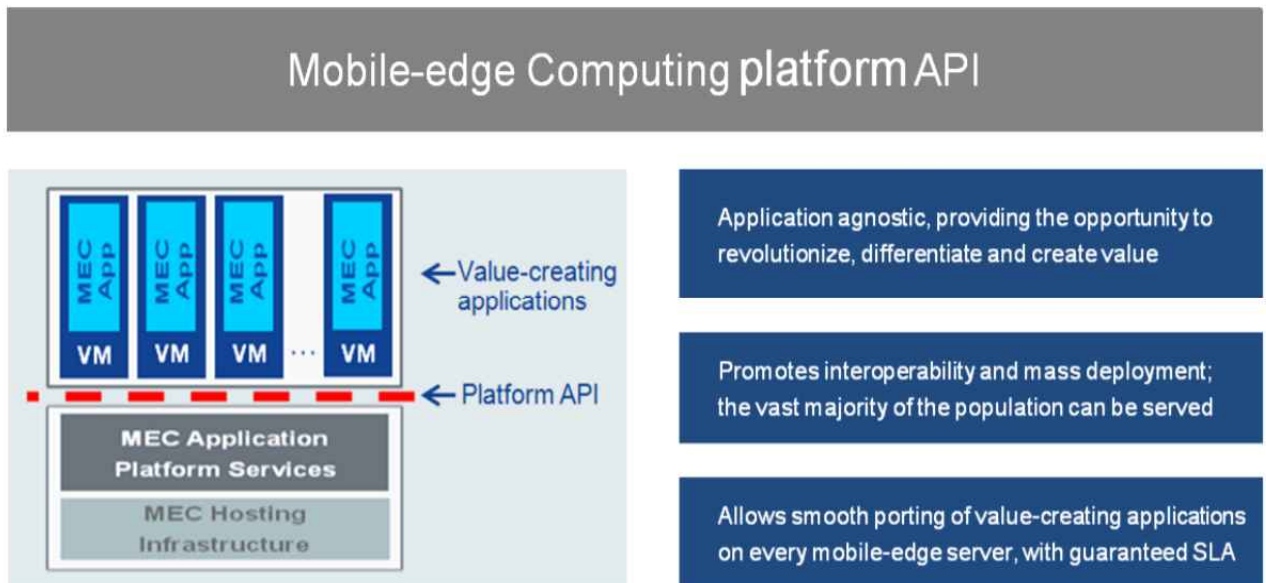 Mobile-edge Computing platform API
MEC App
MEC App
MEC App
MEC App
VM
VM
VM
...
VM
←Value-creating
applications
←Platform API
MEC Application
Platform Services
MEC Hosting
Infrastructure
Application agnostic, providing the opportunity to
revolutionize, differentiate and create value
Promotes interoperability and mass deployment;
the vast majority of the population can be served
Allows smooth porting of value-creating applications
on every mobile-edge server, with guaranteed SLA